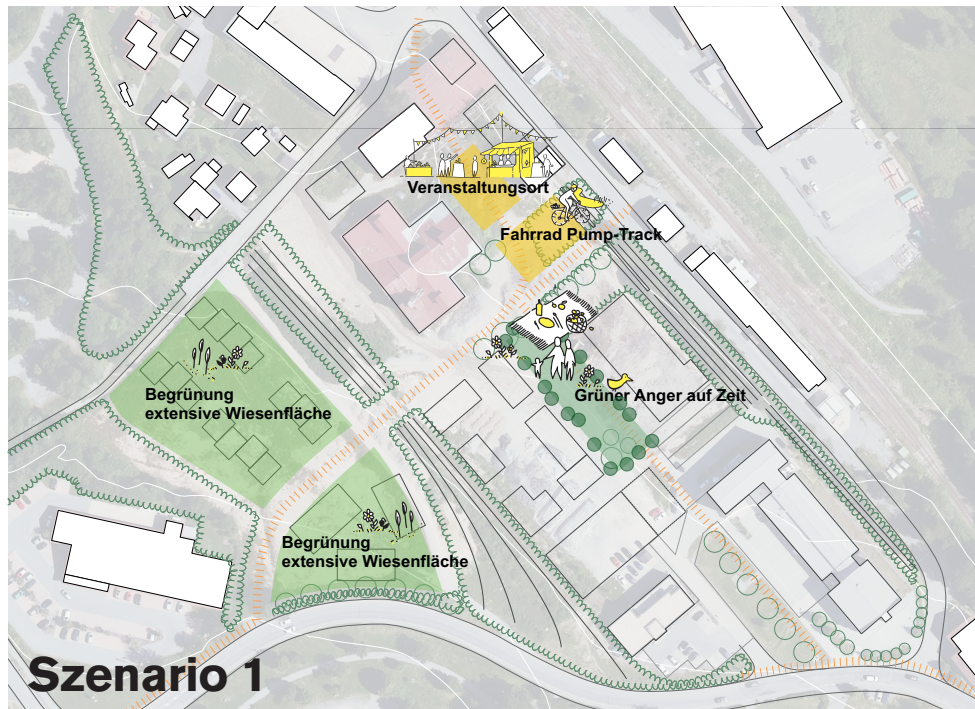 Veranstaltungsort
Fahrrad Pump-Track
Grüner Anger auf Zeit
Begrünung
extensive Wiesenfläche
Begrünung
extensive Wiesenfläche
Szenario 1